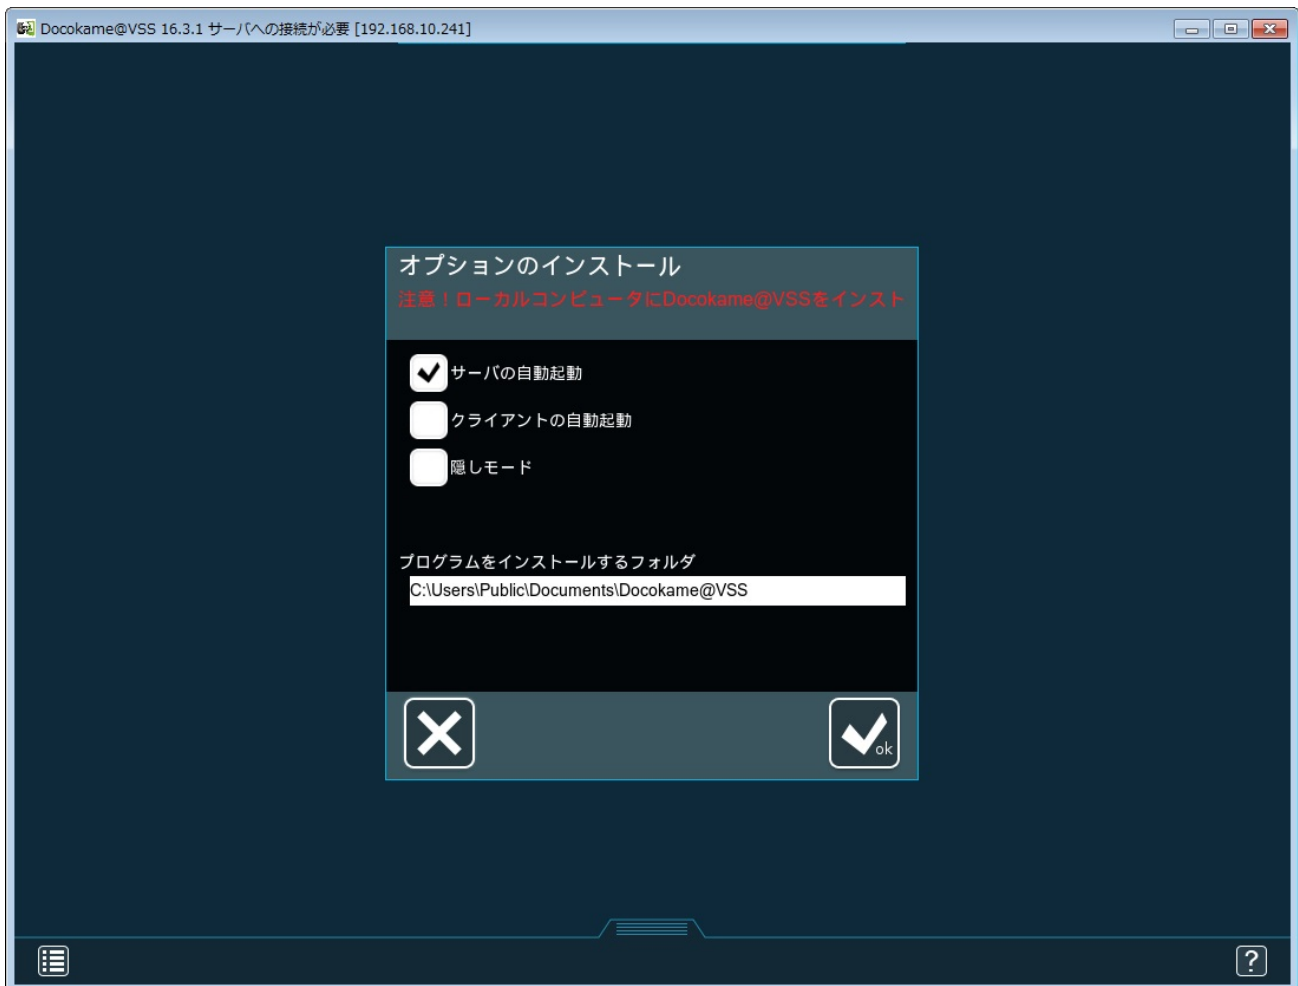 Docokame@VSS 16.3.1 サーバへの接続が必要 [192.168.10.241]
オプションのインストール
注意！ローカルコンピュータにDocokame@VSSをインスト
サーバの自動起動
クライアントの自動起動
隠しモード
プログラムをインストールするフォルダ
C:\Users\Public\Documents\Docokame@VSS
ok
?